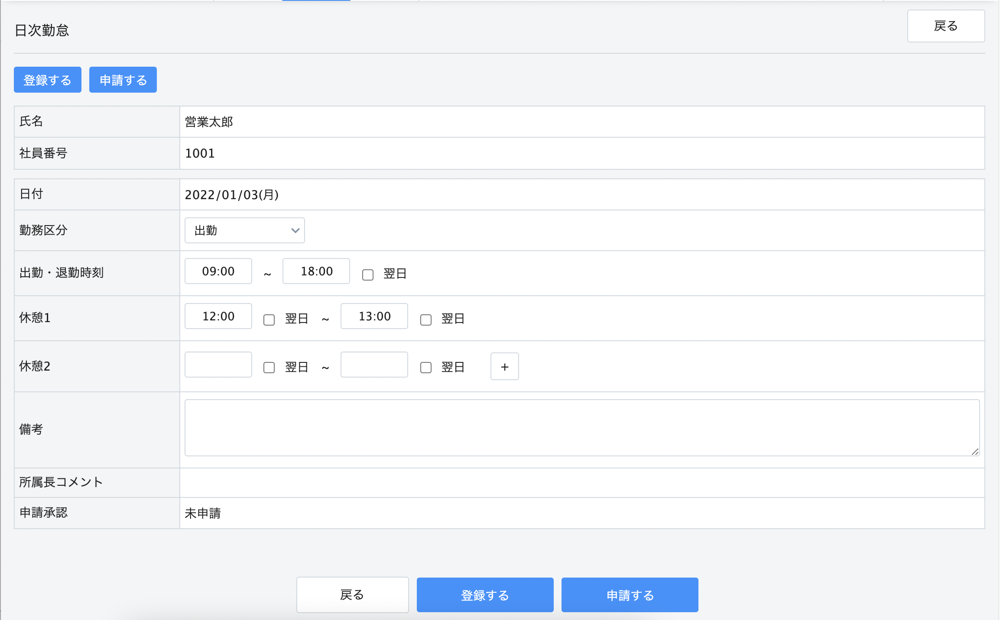 日次勤怠
戻る
登録する 申請する
氏名 営業太郎
社員番号 1001
日付 2022/01/03(月)
勤務区分 出勤
出勤・退勤時刻 09:00 ~ 18:00 翌日
休憩1 12:00 翌日 ~ 13:00 翌日
休憩2 翌日 ~ 翌日 +
備考
所属長コメント
申請承認 未申請
戻る 登録する 申請する